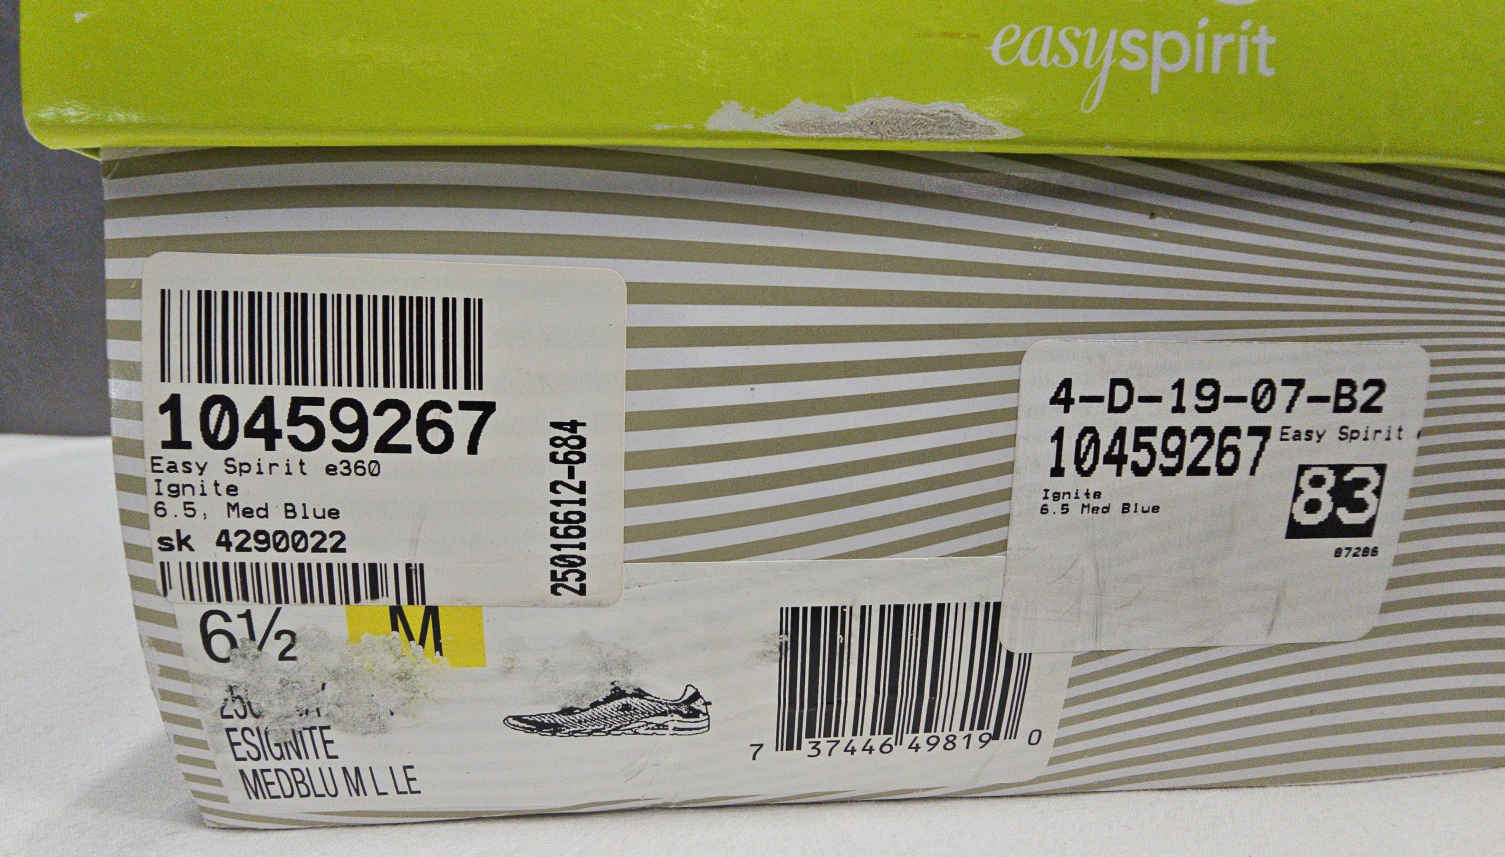 easyspirit
10459267
Easy Spirit e360
Ignite
6.5, Med Blue
sk 4290022
25016612-684
4-D-19-07-B2
10459267 Easy Spirit
Ignite
6.5 Med Blue
83
87286
6½ M
ESIGNITE
MEDBLU M L LE
7 37446 49819 0